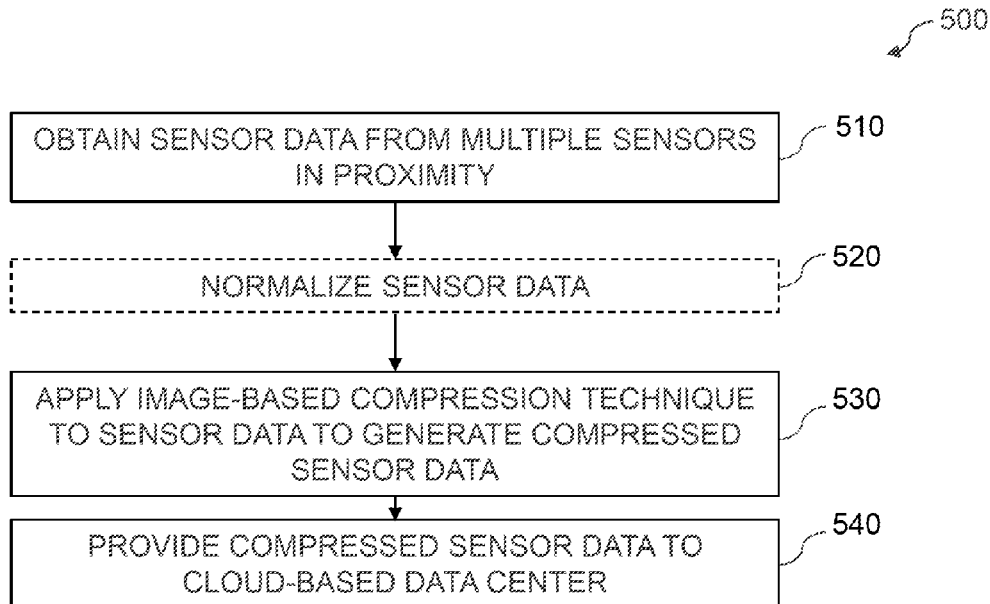 500
OBTAIN SENSOR DATA FROM MULTIPLE SENSORS
IN PROXIMITY
510
NORMALIZE SENSOR DATA
520
APPLY IMAGE-BASED COMPRESSION TECHNIQUE
TO SENSOR DATA TO GENERATE COMPRESSED
SENSOR DATA
530
PROVIDE COMPRESSED SENSOR DATA TO
CLOUD-BASED DATA CENTER
540